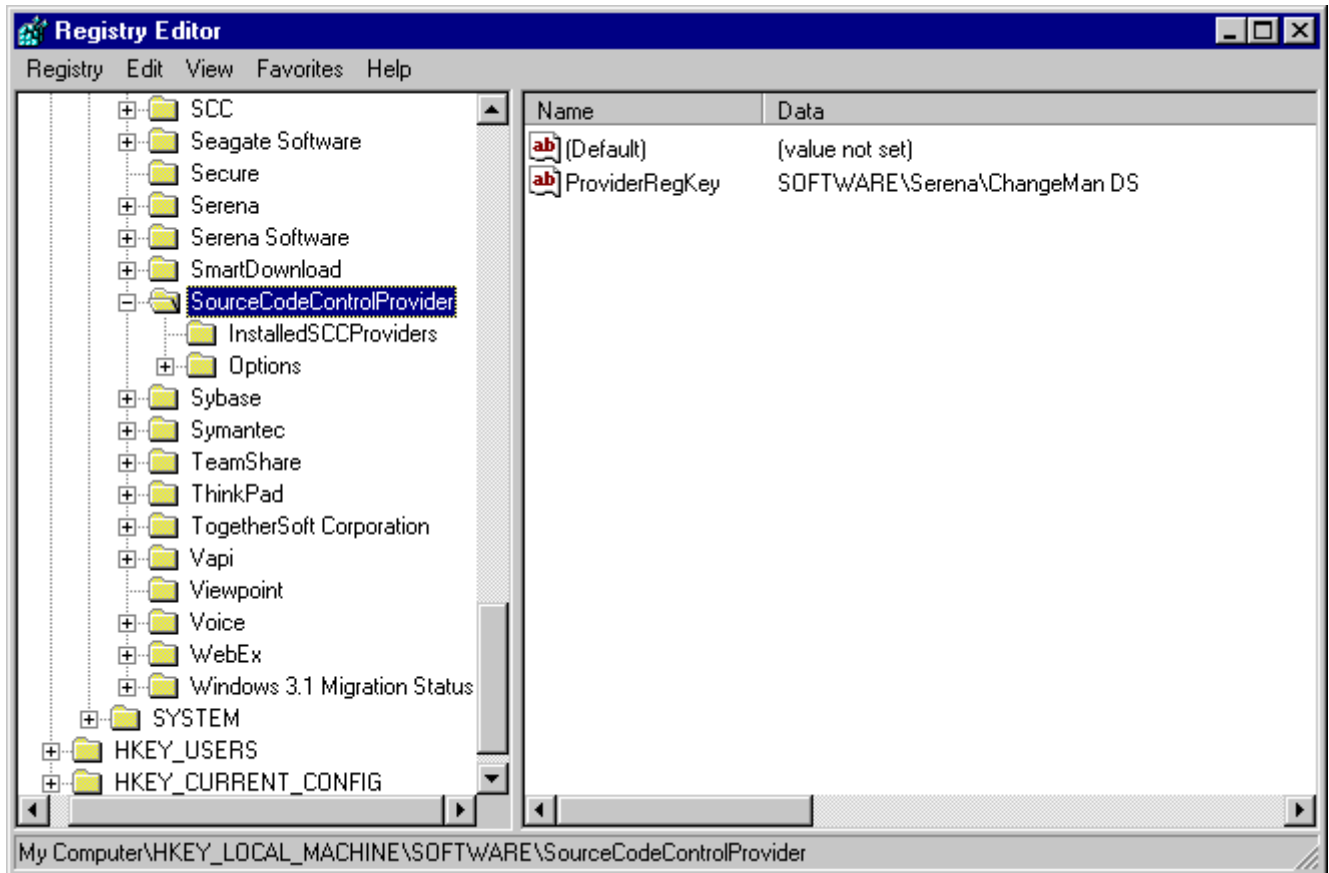 Registry Editor
Registry Edit View Favorites Help
SCC
Seagate Software
Secure
Serena
Serena Software
SmartDownload
SourceCodeControlProvider
InstalledSCCProviders
Options
Sybase
Symantec
TeamShare
ThinkPad
TogetherSoft Corporation
Vapi
Viewpoint
Voice
WebEx
Windows 3.1 Migration Status
SYSTEM
HKEY_USERS
HKEY_CURRENT_CONFIG
Name Data
ab (Default) (value not set)
ab ProviderRegKey SOFTWARE\Serena\ChangeMan DS
My Computer\HKEY_LOCAL_MACHINE\SOFTWARE\SourceCodeControlProvider